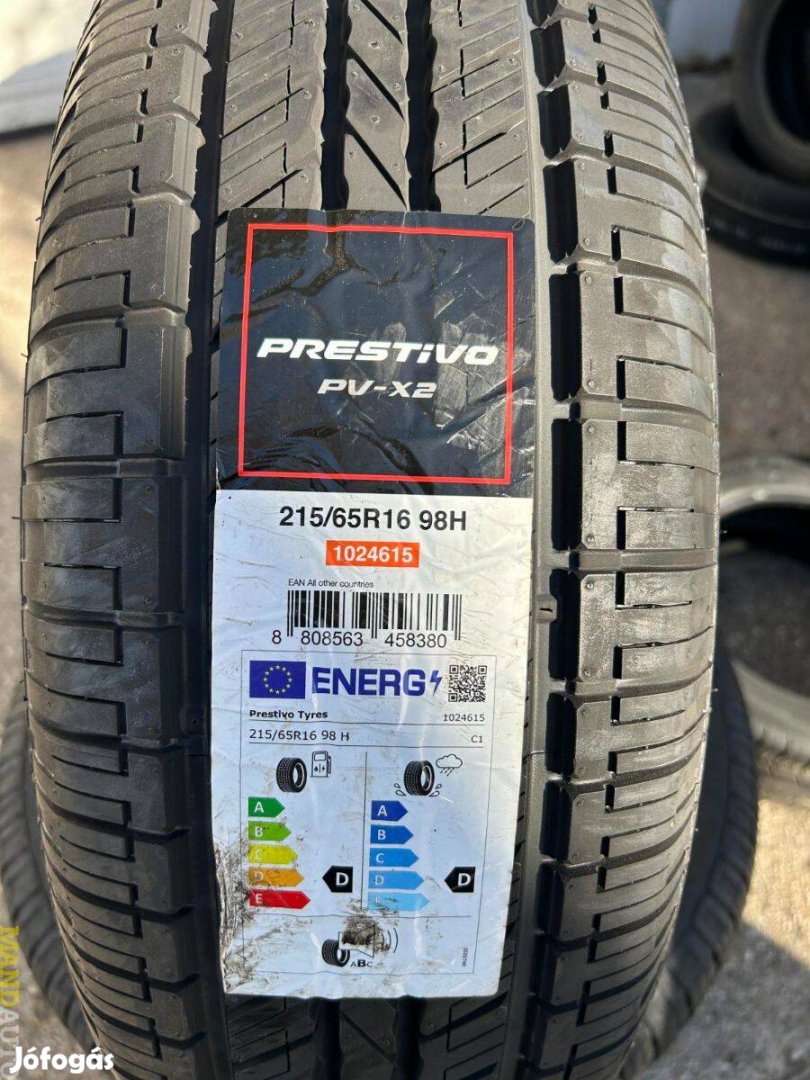 PRESTiVO
PV-X2
215/65R16 98H
1024615
EAN All other countries
8 808563 458380
ENERG
Prestivo Tyres 1024615
215/65R16 98 H C1
A A
B B
C C
D D D D
E
ABC
Jófogás